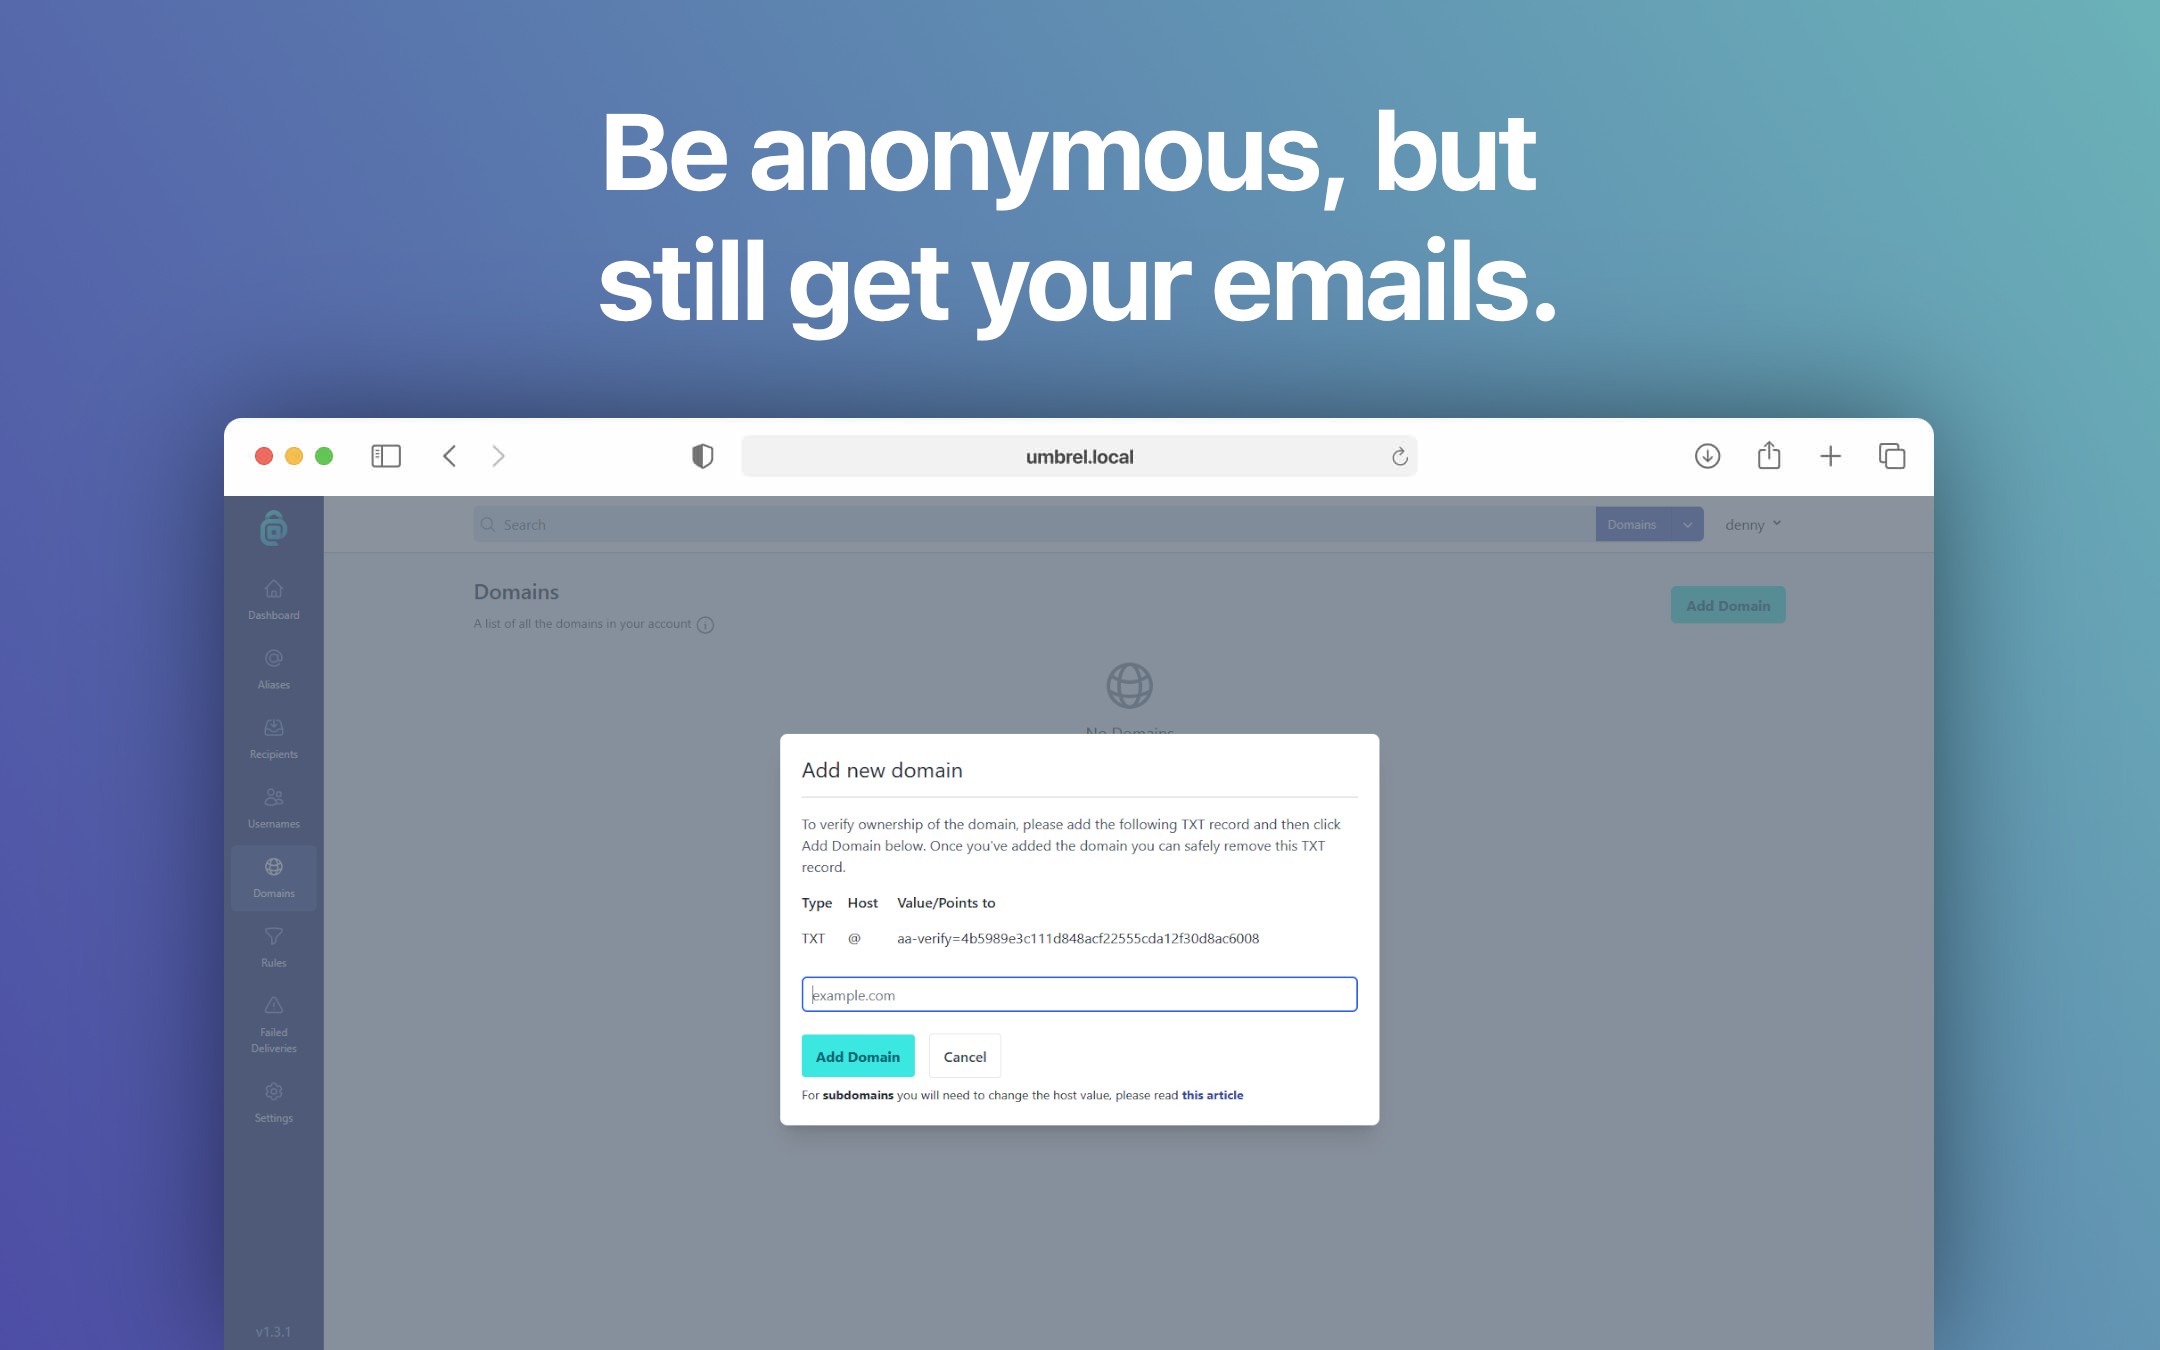 Be anonymous, but
still get your emails.
umbrel.local
Search
Domains
denny
Dashboard
Aliases
Recipients
Usernames
Domains
Rules
Failed
Deliveries
Settings
v1.3.1
Domains
A list of all the domains in your account
Add Domain
No Domains
Add new domain
To verify ownership of the domain, please add the following TXT record and then click
Add Domain below. Once you've added the domain you can safely remove this TXT
record.
Type Host Value/Points to
TXT @ aa-verify=4b5989e3c111d848acf22555cda12f30d8ac6008
example.com
Add Domain Cancel
For subdomains you will need to change the host value, please read this article